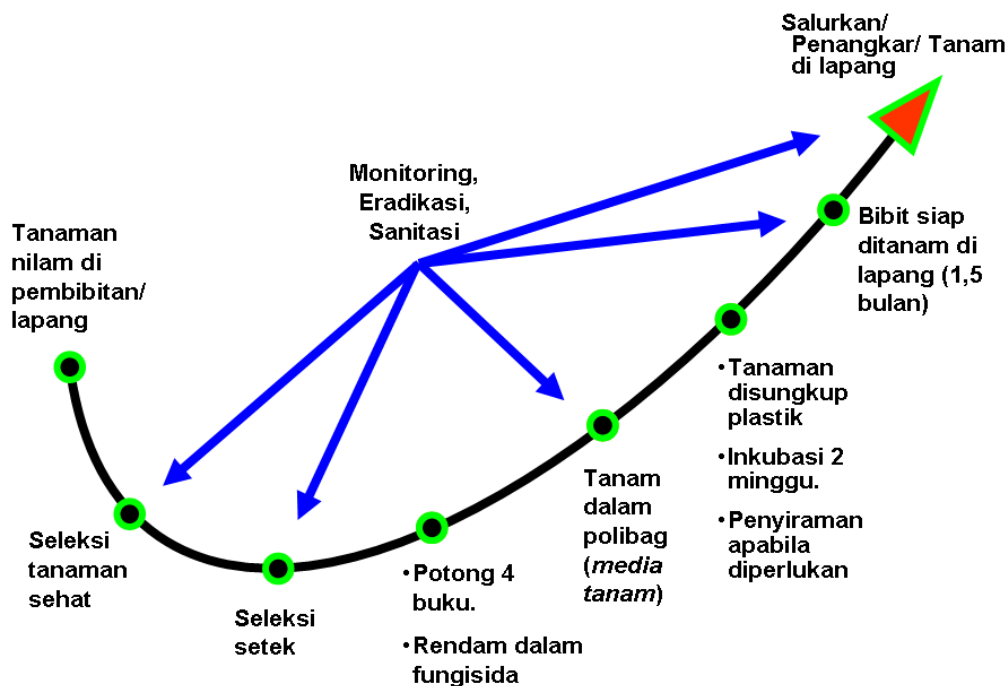 Salurkan/
Penangkar/ Tanam
di lapang
Monitoring,
Eradikasi,
Sanitasi
Tanaman
nilam di
pembibitan/
lapang
Bibit siap
ditanam di
lapang (1,5
bulan)
•Tanaman
disungkup
plastik
•Inkubasi 2
minggu.
•Penyiraman
apabila
diperlukan
Tanam
dalam
polibag
(media
tanam)
Seleksi
tanaman
sehat
Seleksi
setek
•Potong 4
buku.
•Rendam dalam
fungisida